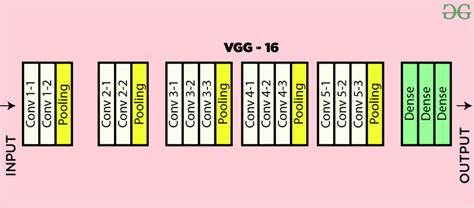 VGG - 16
INPUT
Conv 1-1
Conv 1-2
Pooling
Conv 2-1
Conv 2-2
Pooling
Conv 3-1
Conv 3-2
Conv 3-3
Pooling
Conv 4-1
Conv 4-2
Conv 4-3
Pooling
Conv 5-1
Conv 5-2
Conv 5-3
Pooling
Dense
Dense
Dense
OUTPUT